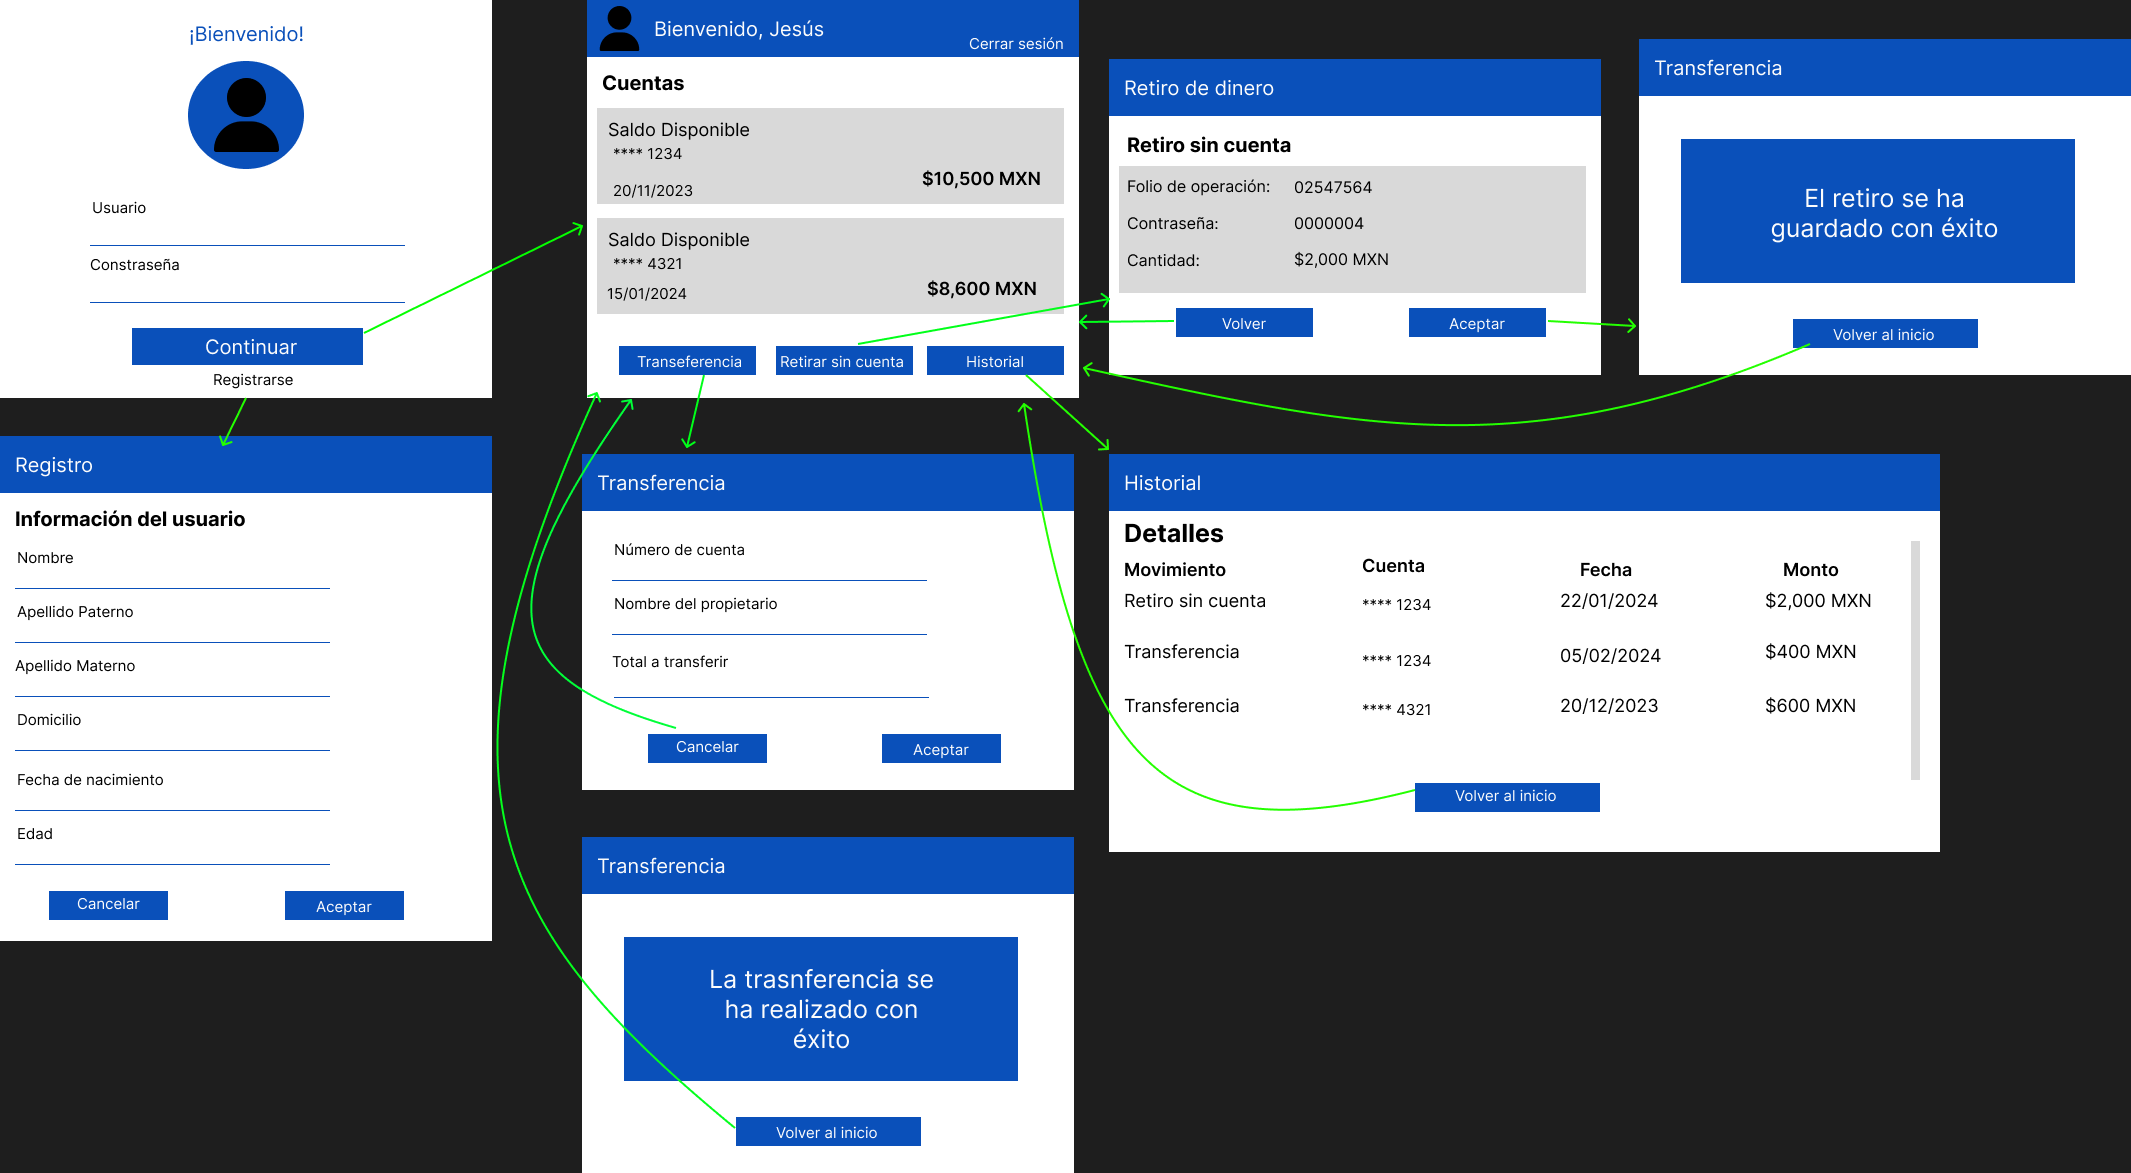 ¡Bienvenido!
Usuario
Constraseña
Continuar
Registrarse
Bienvenido, Jesús
Cerrar sesión
Cuentas
Saldo Disponible
**** 1234
20/11/2023
$10,500 MXN
Saldo Disponible
**** 4321
15/01/2024
$8,600 MXN
Transeferencia
Retirar sin cuenta
Historial
Retiro de dinero
Retiro sin cuenta
Folio de operación: 02547564
Contraseña: 0000004
Cantidad: $2,000 MXN
Volver
Aceptar
Transferencia
El retiro se ha
guardado con éxito
Volver al inicio
Registro
Información del usuario
Nombre
Apellido Paterno
Apellido Materno
Domicilio
Fecha de nacimiento
Edad
Cancelar
Aceptar
Transferencia
Número de cuenta
Nombre del propietario
Total a transferir
Cancelar
Aceptar
Historial
Detalles
Movimiento Cuenta Fecha Monto
Retiro sin cuenta **** 1234 22/01/2024 $2,000 MXN
Transferencia **** 1234 05/02/2024 $400 MXN
Transferencia **** 4321 20/12/2023 $600 MXN
Volver al inicio
Transferencia
La trasnferencia se
ha realizado con
éxito
Volver al inicio